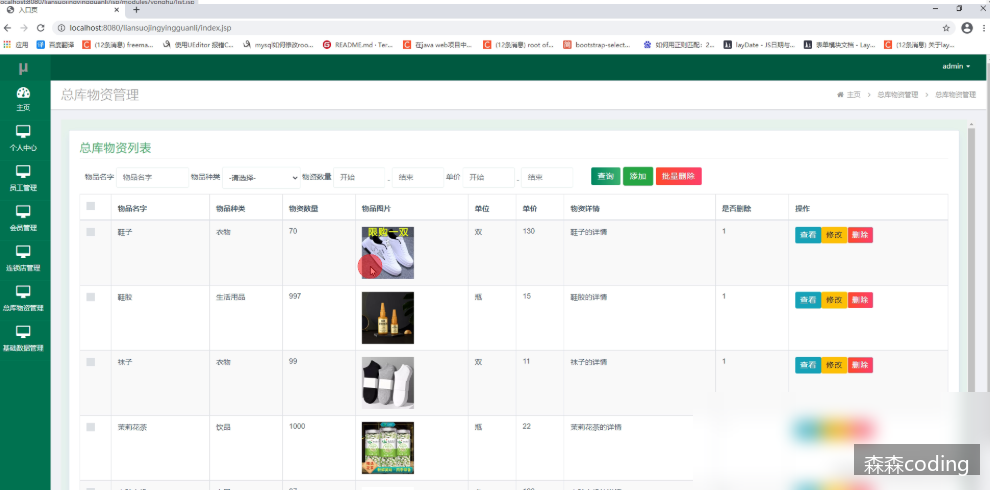 localhost:8080/liansuojingyingguanli/jsp/modules/yonghu/list.jsp
入口页
localhost:8080/liansuojingyingguanli/index.jsp
应用 百度翻译 (12条消息) freema... 使用UEditor 报错C... mysql如何修改roo... README.md · Ter... 在java web项目中... (12条消息) root of... bootstrap-select... 如何用正则匹配：2... layDate - JS日期与... 表单模块文档 - Lay... (12条消息) 关于lay...
μ
admin
主页
总库物资管理
主页 > 总库物资管理 > 总库物资管理
个人中心
员工管理
会员管理
连锁店管理
总库物资管理
基础数据管理
总库物资列表
物品名字 物品名字 物品种类 -请选择- 物资数量 开始 - 结束 单价 开始 - 结束 查询 添加 批量删除
物品名字 物品种类 物资数量 物品图片 单位 单价 物资详情 是否删除 操作
鞋子 衣物 70 限购一双 双 130 鞋子的详情 1 查看 修改 删除
鞋胶 生活用品 997 瓶 15 鞋胶的详情 1 查看 修改 删除
袜子 衣物 99 双 11 袜子的详情 1 查看 修改 删除
茉莉花茶 饮品 1000 瓶 22 茉莉花茶的详情
森森coding